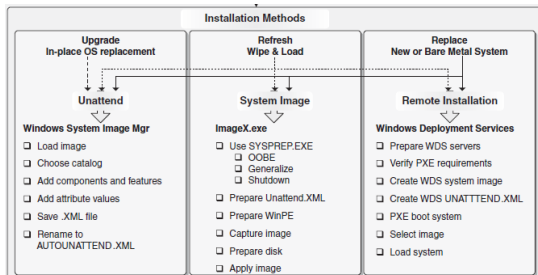 Installation Methods
Upgrade
In-place OS replacement
Refresh
Wipe & Load
Replace
New or Bare Metal System
Unattend
System Image
Remote Installation
Windows System Image Mgr
Load image
Choose catalog
Add components and features
Add attribute values
Save .XML file
Rename to
AUTOUNATTEND.XML
ImageX.exe
Use SYSPREP.EXE
OOBE
Generalize
Shutdown
Prepare Unattend.XML
Prepare WinPE
Capture image
Prepare disk
Apply image
Windows Deployment Services
Prepare WDS servers
Verify PXE requirements
Create WDS system image
Create WDS UNATTTEND.XML
PXE boot system
Select image
Load system